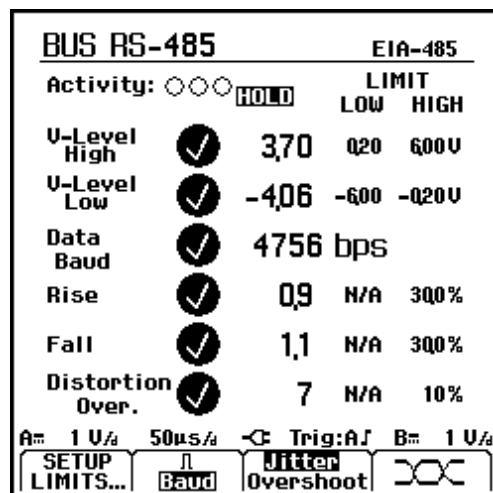 BUS RS-485 EIA-485
Activity: HOLD LIMIT
LOW HIGH
V-Level High 3,70 0,20 6,00 V
V-Level Low -4,06 -6,00 -0,20 V
Data Baud 4756 bps
Rise 0,9 N/A 30,0 %
Fall 1,1 N/A 30,0 %
Distortion Over. 7 N/A 10 %
A 1 V/d 50µs/d Trig:A B 1 V/d
SETUP LIMITS... Baud Jitter Overshoot